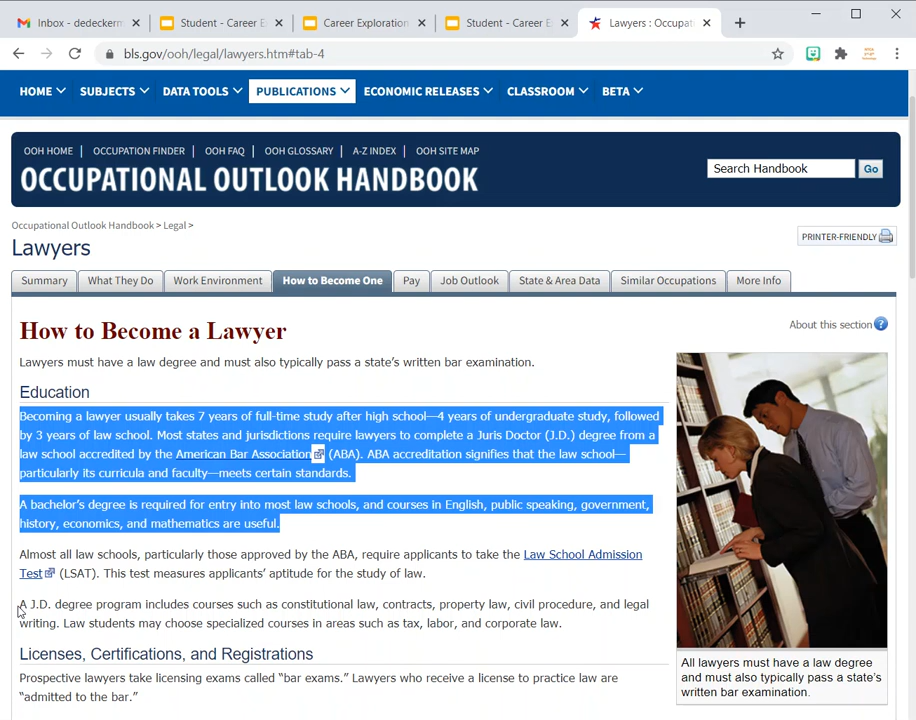 Inbox - dedeckerm
Student - Career E
Career Exploration
Student - Career E
Lawyers : Occupat
bls.gov/ooh/legal/lawyers.htm#tab-4
HOME SUBJECTS DATA TOOLS PUBLICATIONS ECONOMIC RELEASES CLASSROOM BETA
OOH HOME | OCCUPATION FINDER | OOH FAQ | OOH GLOSSARY | A-Z INDEX | OOH SITE MAP
OCCUPATIONAL OUTLOOK HANDBOOK
Search Handbook Go
Occupational Outlook Handbook > Legal >
PRINTER-FRIENDLY
Lawyers
Summary What They Do Work Environment How to Become One Pay Job Outlook State & Area Data Similar Occupations More Info
How to Become a Lawyer
About this section ?
Lawyers must have a law degree and must also typically pass a state's written bar examination.
Education
Becoming a lawyer usually takes 7 years of full-time study after high school—4 years of undergraduate study, followed
by 3 years of law school. Most states and jurisdictions require lawyers to complete a Juris Doctor (J.D.) degree from a
law school accredited by the American Bar Association (ABA). ABA accreditation signifies that the law school—
particularly its curricula and faculty—meets certain standards.
A bachelor's degree is required for entry into most law schools, and courses in English, public speaking, government,
history, economics, and mathematics are useful.
Almost all law schools, particularly those approved by the ABA, require applicants to take the Law School Admission
Test (LSAT). This test measures applicants' aptitude for the study of law.
A J.D. degree program includes courses such as constitutional law, contracts, property law, civil procedure, and legal
writing. Law students may choose specialized courses in areas such as tax, labor, and corporate law.
Licenses, Certifications, and Registrations
Prospective lawyers take licensing exams called “bar exams.” Lawyers who receive a license to practice law are
“admitted to the bar.”
All lawyers must have a law degree
and must also typically pass a state's
written bar examination.